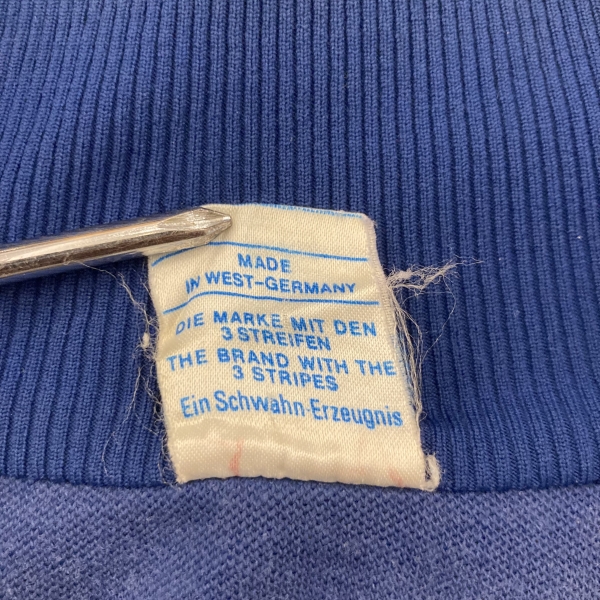 MADE
IN WEST-GERMANY
DIE MARKE MIT DEN
3 STREIFEN
THE BRAND WITH THE
3 STRIPES
Ein Schwahn-Erzeugnis